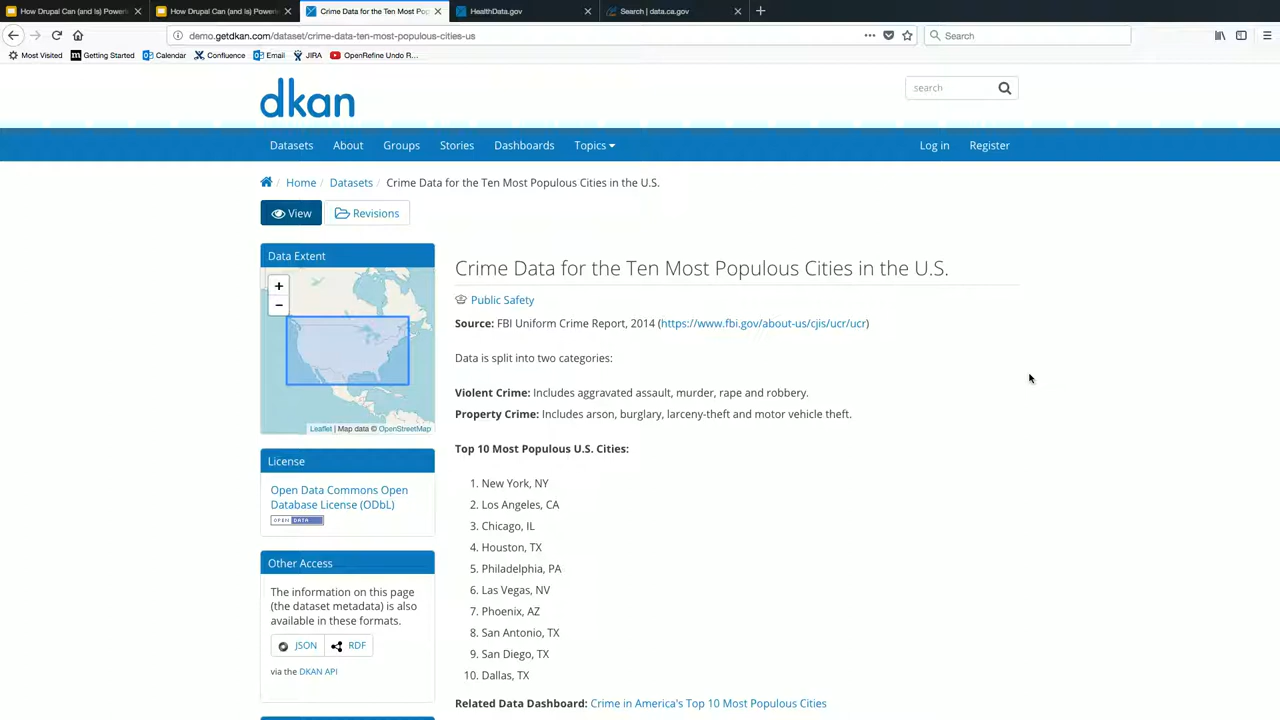 How Drupal Can (and Is) Power
How Drupal Can (and Is) Power
Crime Data for the Ten Most Pop
HealthData.gov
Search | data.ca.gov
demo.getdkan.com/dataset/crime-data-ten-most-populous-cities-us
Search
Most Visited
Getting Started
Calendar
Confluence
Email
JIRA
OpenRefine Undo R...
dkan
search
Datasets
About
Groups
Stories
Dashboards
Topics
Log in
Register
Home / Datasets / Crime Data for the Ten Most Populous Cities in the U.S.
View
Revisions
Data Extent
+
−
Leaflet | Map data © OpenStreetMap
License
Open Data Commons Open
Database License (ODbL)
OPEN DATA
Other Access
The information on this page
(the dataset metadata) is also
available in these formats.
JSON
RDF
via the DKAN API
Crime Data for the Ten Most Populous Cities in the U.S.
Public Safety
Source: FBI Uniform Crime Report, 2014 (https://www.fbi.gov/about-us/cjis/ucr/ucr)
Data is split into two categories:
Violent Crime: Includes aggravated assault, murder, rape and robbery.
Property Crime: Includes arson, burglary, larceny-theft and motor vehicle theft.
Top 10 Most Populous U.S. Cities:
1. New York, NY
2. Los Angeles, CA
3. Chicago, IL
4. Houston, TX
5. Philadelphia, PA
6. Las Vegas, NV
7. Phoenix, AZ
8. San Antonio, TX
9. San Diego, TX
10. Dallas, TX
Related Data Dashboard: Crime in America's Top 10 Most Populous Cities